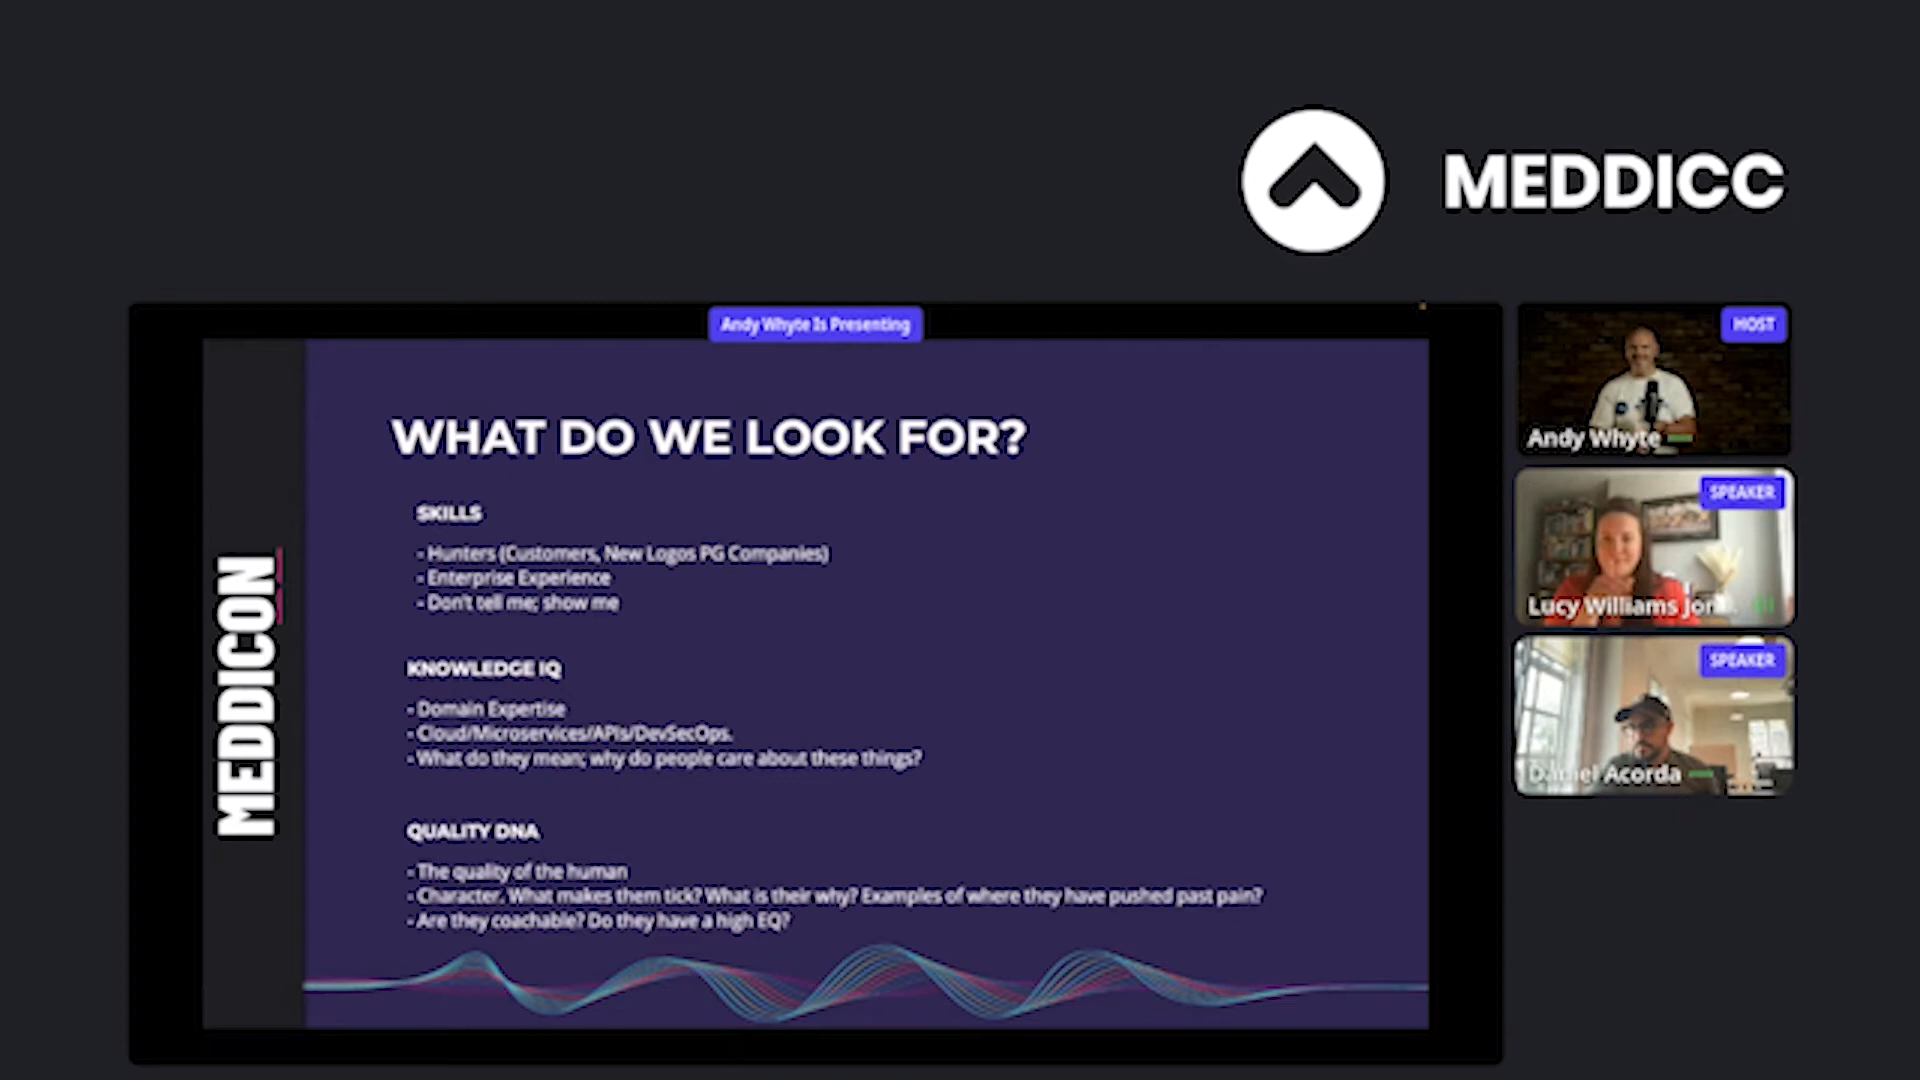 MEDDICC
Andy Whyte Is Presenting
MEDDICON
WHAT DO WE LOOK FOR?
SKILLS
- Hunters (Customers, New Logos PG Companies)
- Enterprise Experience
- Don't tell me; show me
KNOWLEDGE IQ
- Domain Expertise
- Cloud/Microservices/APIs/DevSecOps.
- What do they mean; why do people care about these things?
QUALITY DNA
- The quality of the human
- Character. What makes them tick? What is their why? Examples of where they have pushed past pain?
- Are they coachable? Do they have a high EQ?
HOST
Andy Whyte
SPEAKER
Lucy Williams Jon...
SPEAKER
Daniel Acorda